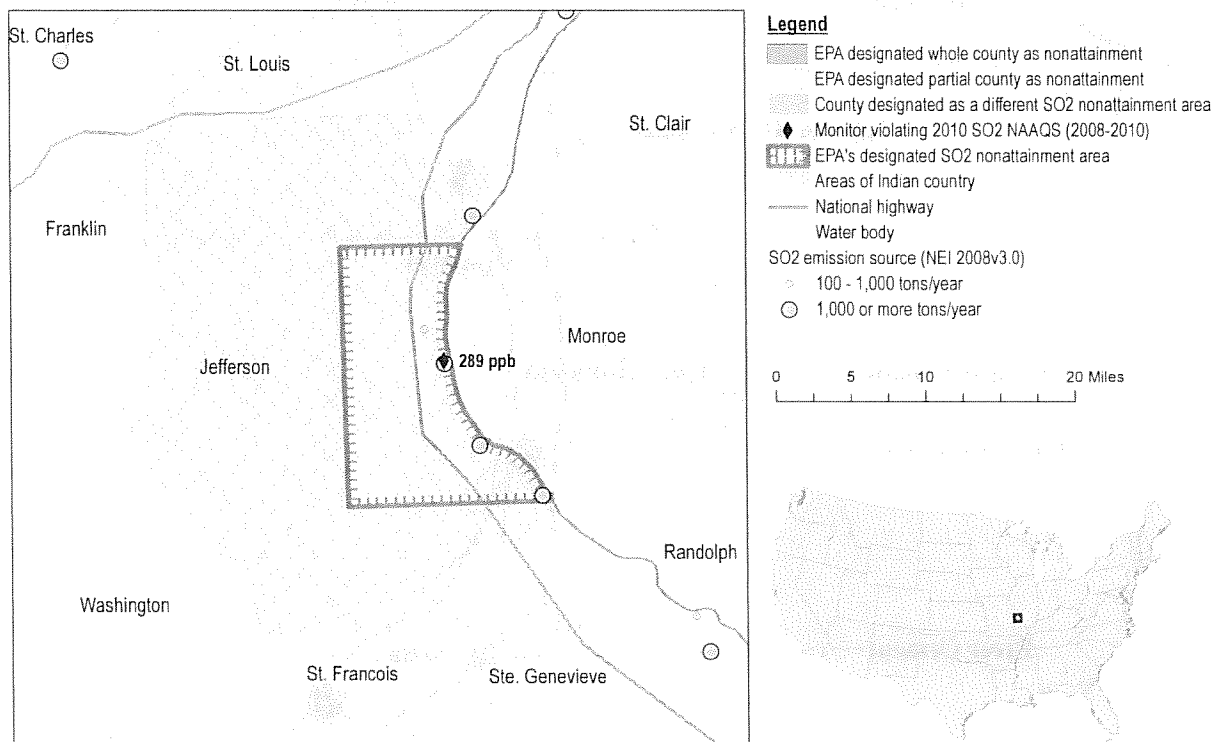 St. Charles
St. Louis
St. Clair
Franklin
Jefferson
289 ppb
Monroe
Randolph
Washington
St. Francois
Ste. Genevieve
Legend
EPA designated whole county as nonattainment
EPA designated partial county as nonattainment
County designated as a different SO2 nonattainment area
Monitor violating 2010 SO2 NAAQS (2008-2010)
EPA's designated SO2 nonattainment area
Areas of Indian country
National highway
Water body
SO2 emission source (NEI 2008v3.0)
100 - 1,000 tons/year
1,000 or more tons/year
0 5 10 20 Miles